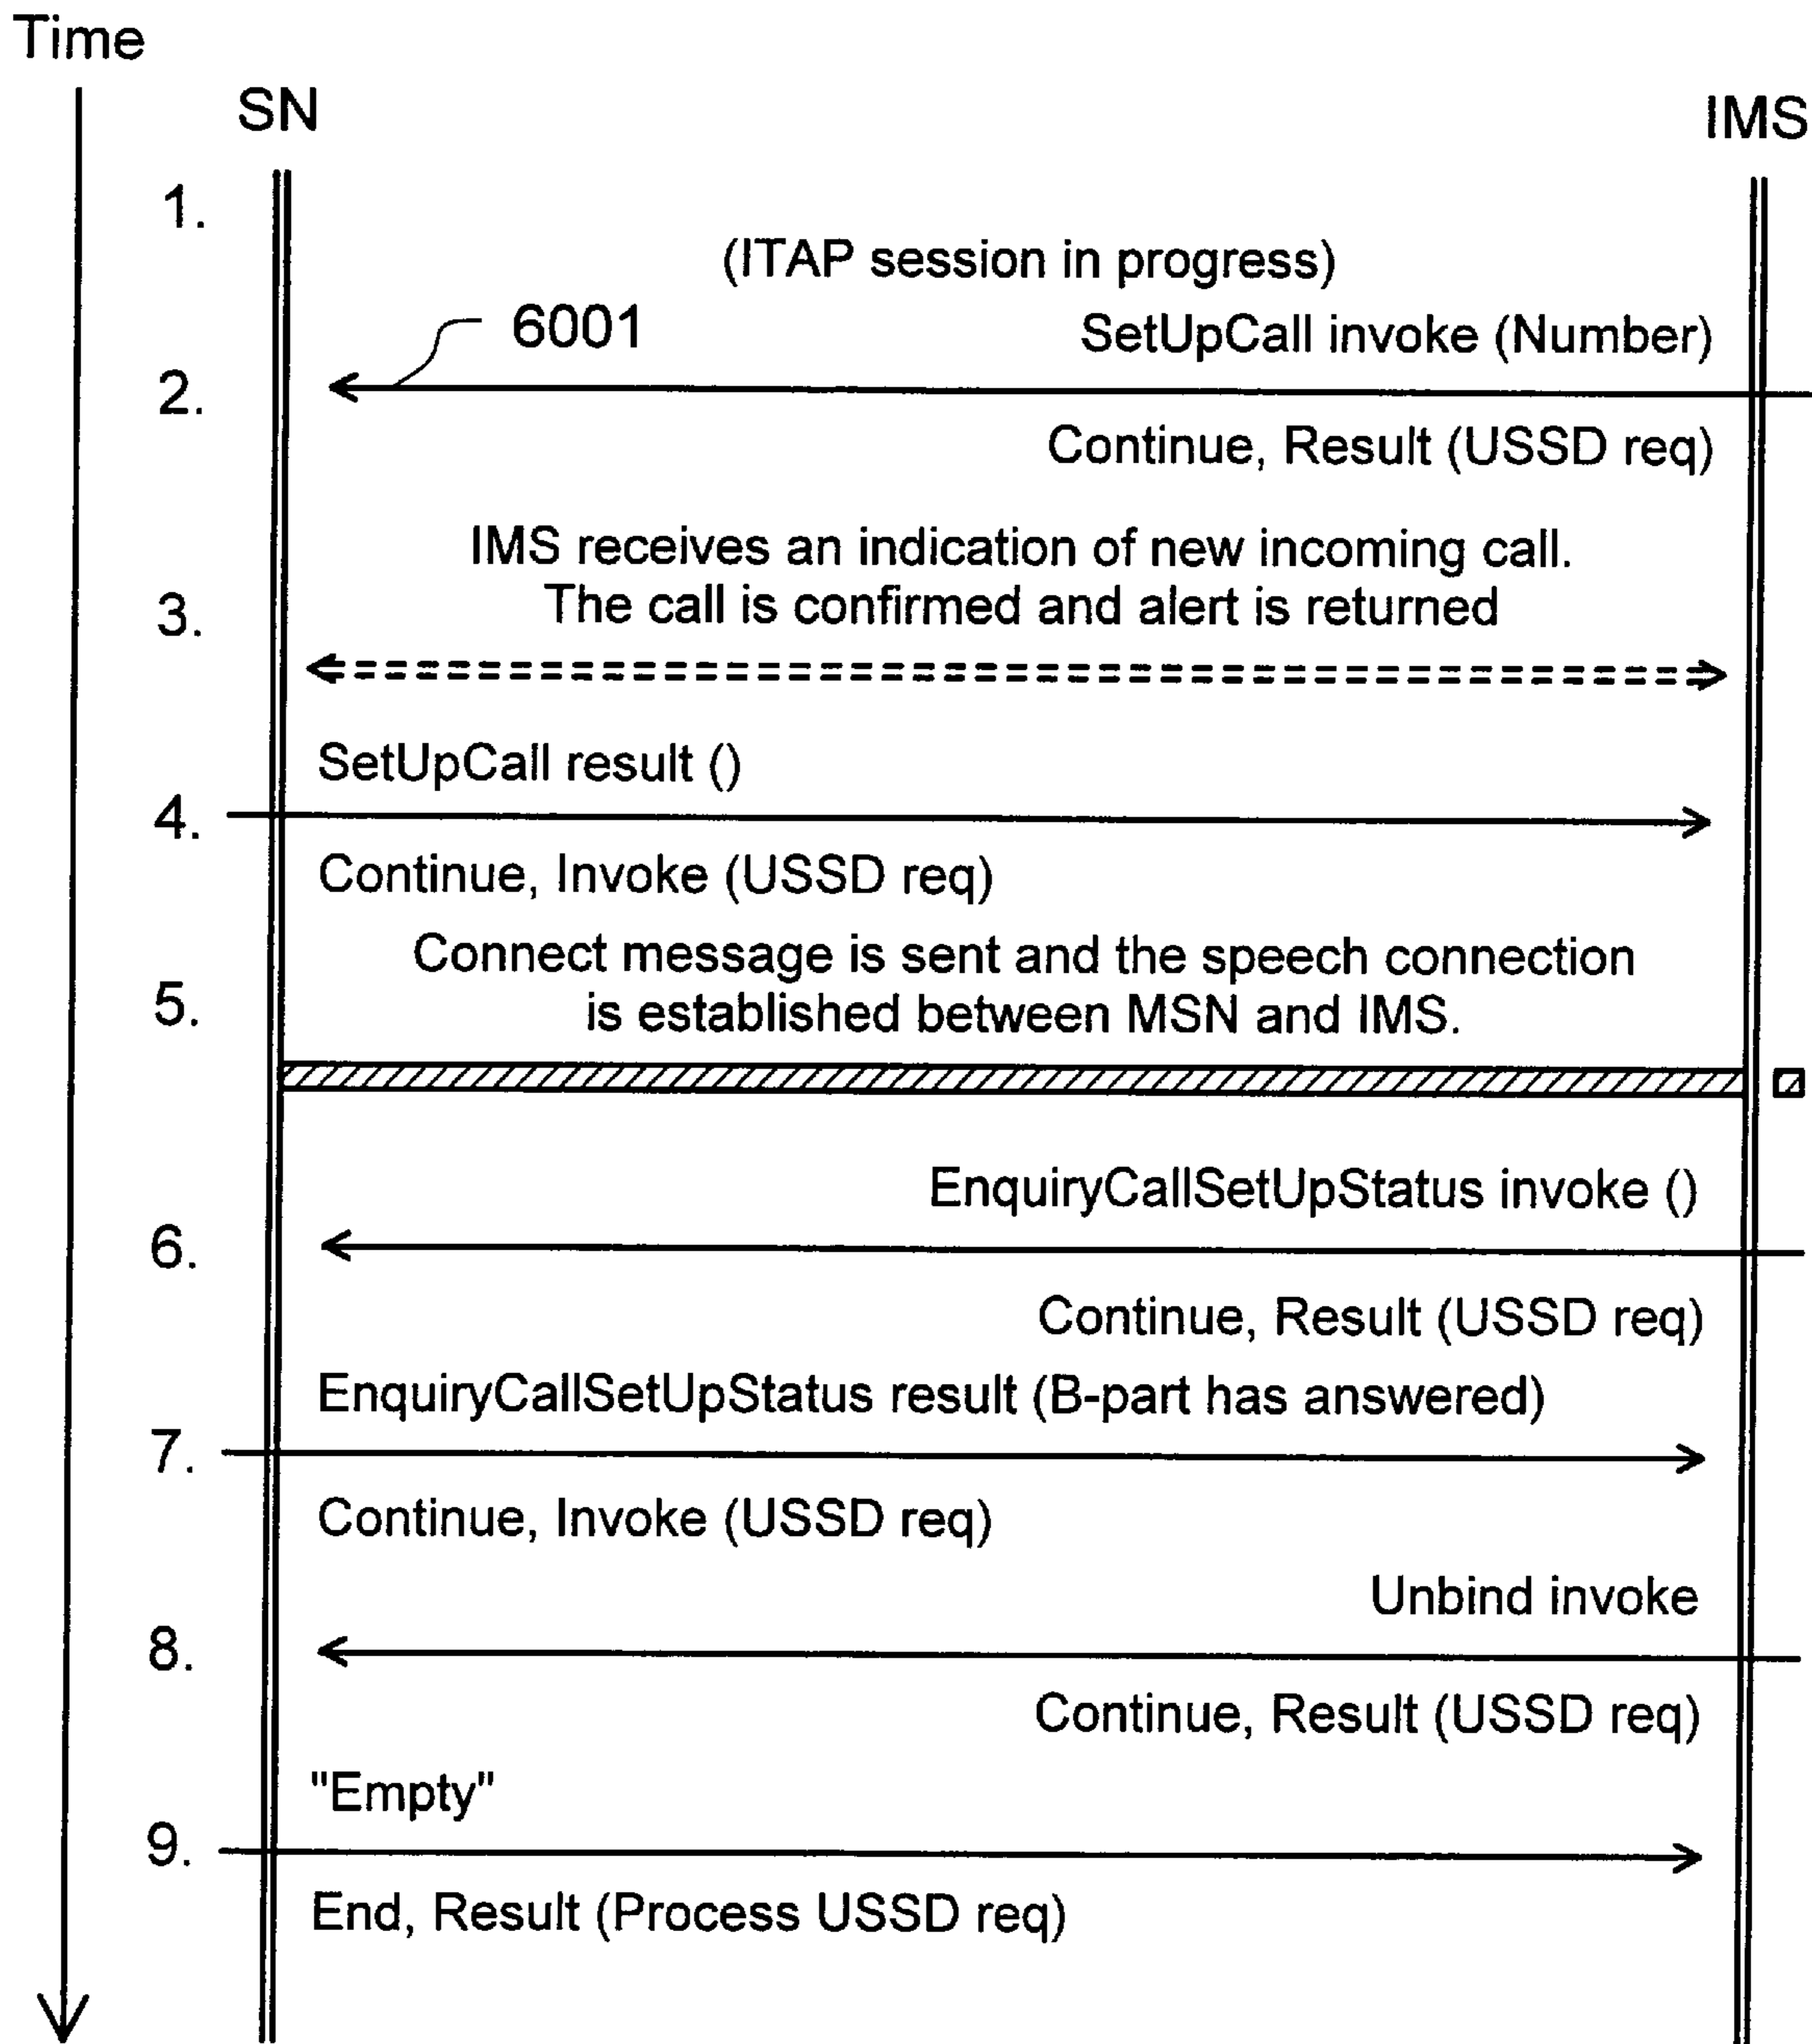 Time
SN
IMS
1.
(ITAP session in progress)
6001
SetUpCall invoke (Number)
2.
Continue, Result (USSD req)
IMS receives an indication of new incoming call.
3.
The call is confirmed and alert is returned
SetUpCall result ()
4.
Continue, Invoke (USSD req)
Connect message is sent and the speech connection
5.
is established between MSN and IMS.
EnquiryCallSetUpStatus invoke ()
6.
Continue, Result (USSD req)
EnquiryCallSetUpStatus result (B-part has answered)
7.
Continue, Invoke (USSD req)
Unbind invoke
8.
Continue, Result (USSD req)
"Empty"
9.
End, Result (Process USSD req)